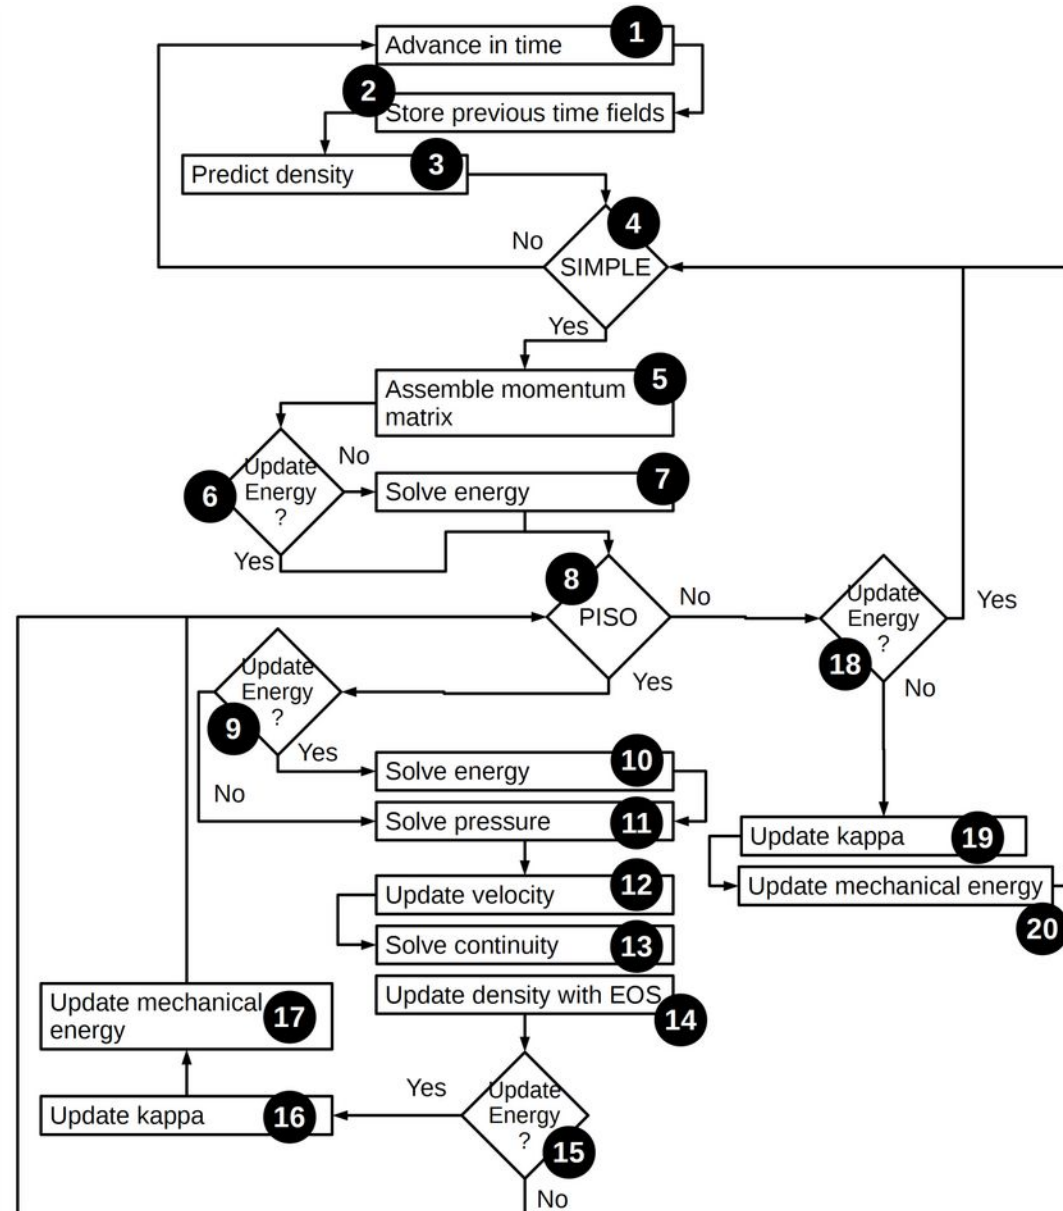 1
Advance in time
2
Store previous time fields
3
Predict density
4
No
SIMPLE
Yes
5
Assemble momentum
matrix
No
6
Update
Energy
?
7
Solve energy
Yes
8
PISO
No
Yes
Update
Energy
?
18
Yes
No
Update
Energy
?
9
Yes
No
10
Solve energy
11
Solve pressure
12
Update velocity
13
Solve continuity
Update density with EOS
14
Update kappa
19
Update mechanical energy
20
Update mechanical
energy
17
Update kappa
16
Yes
Update
Energy
?
15
No